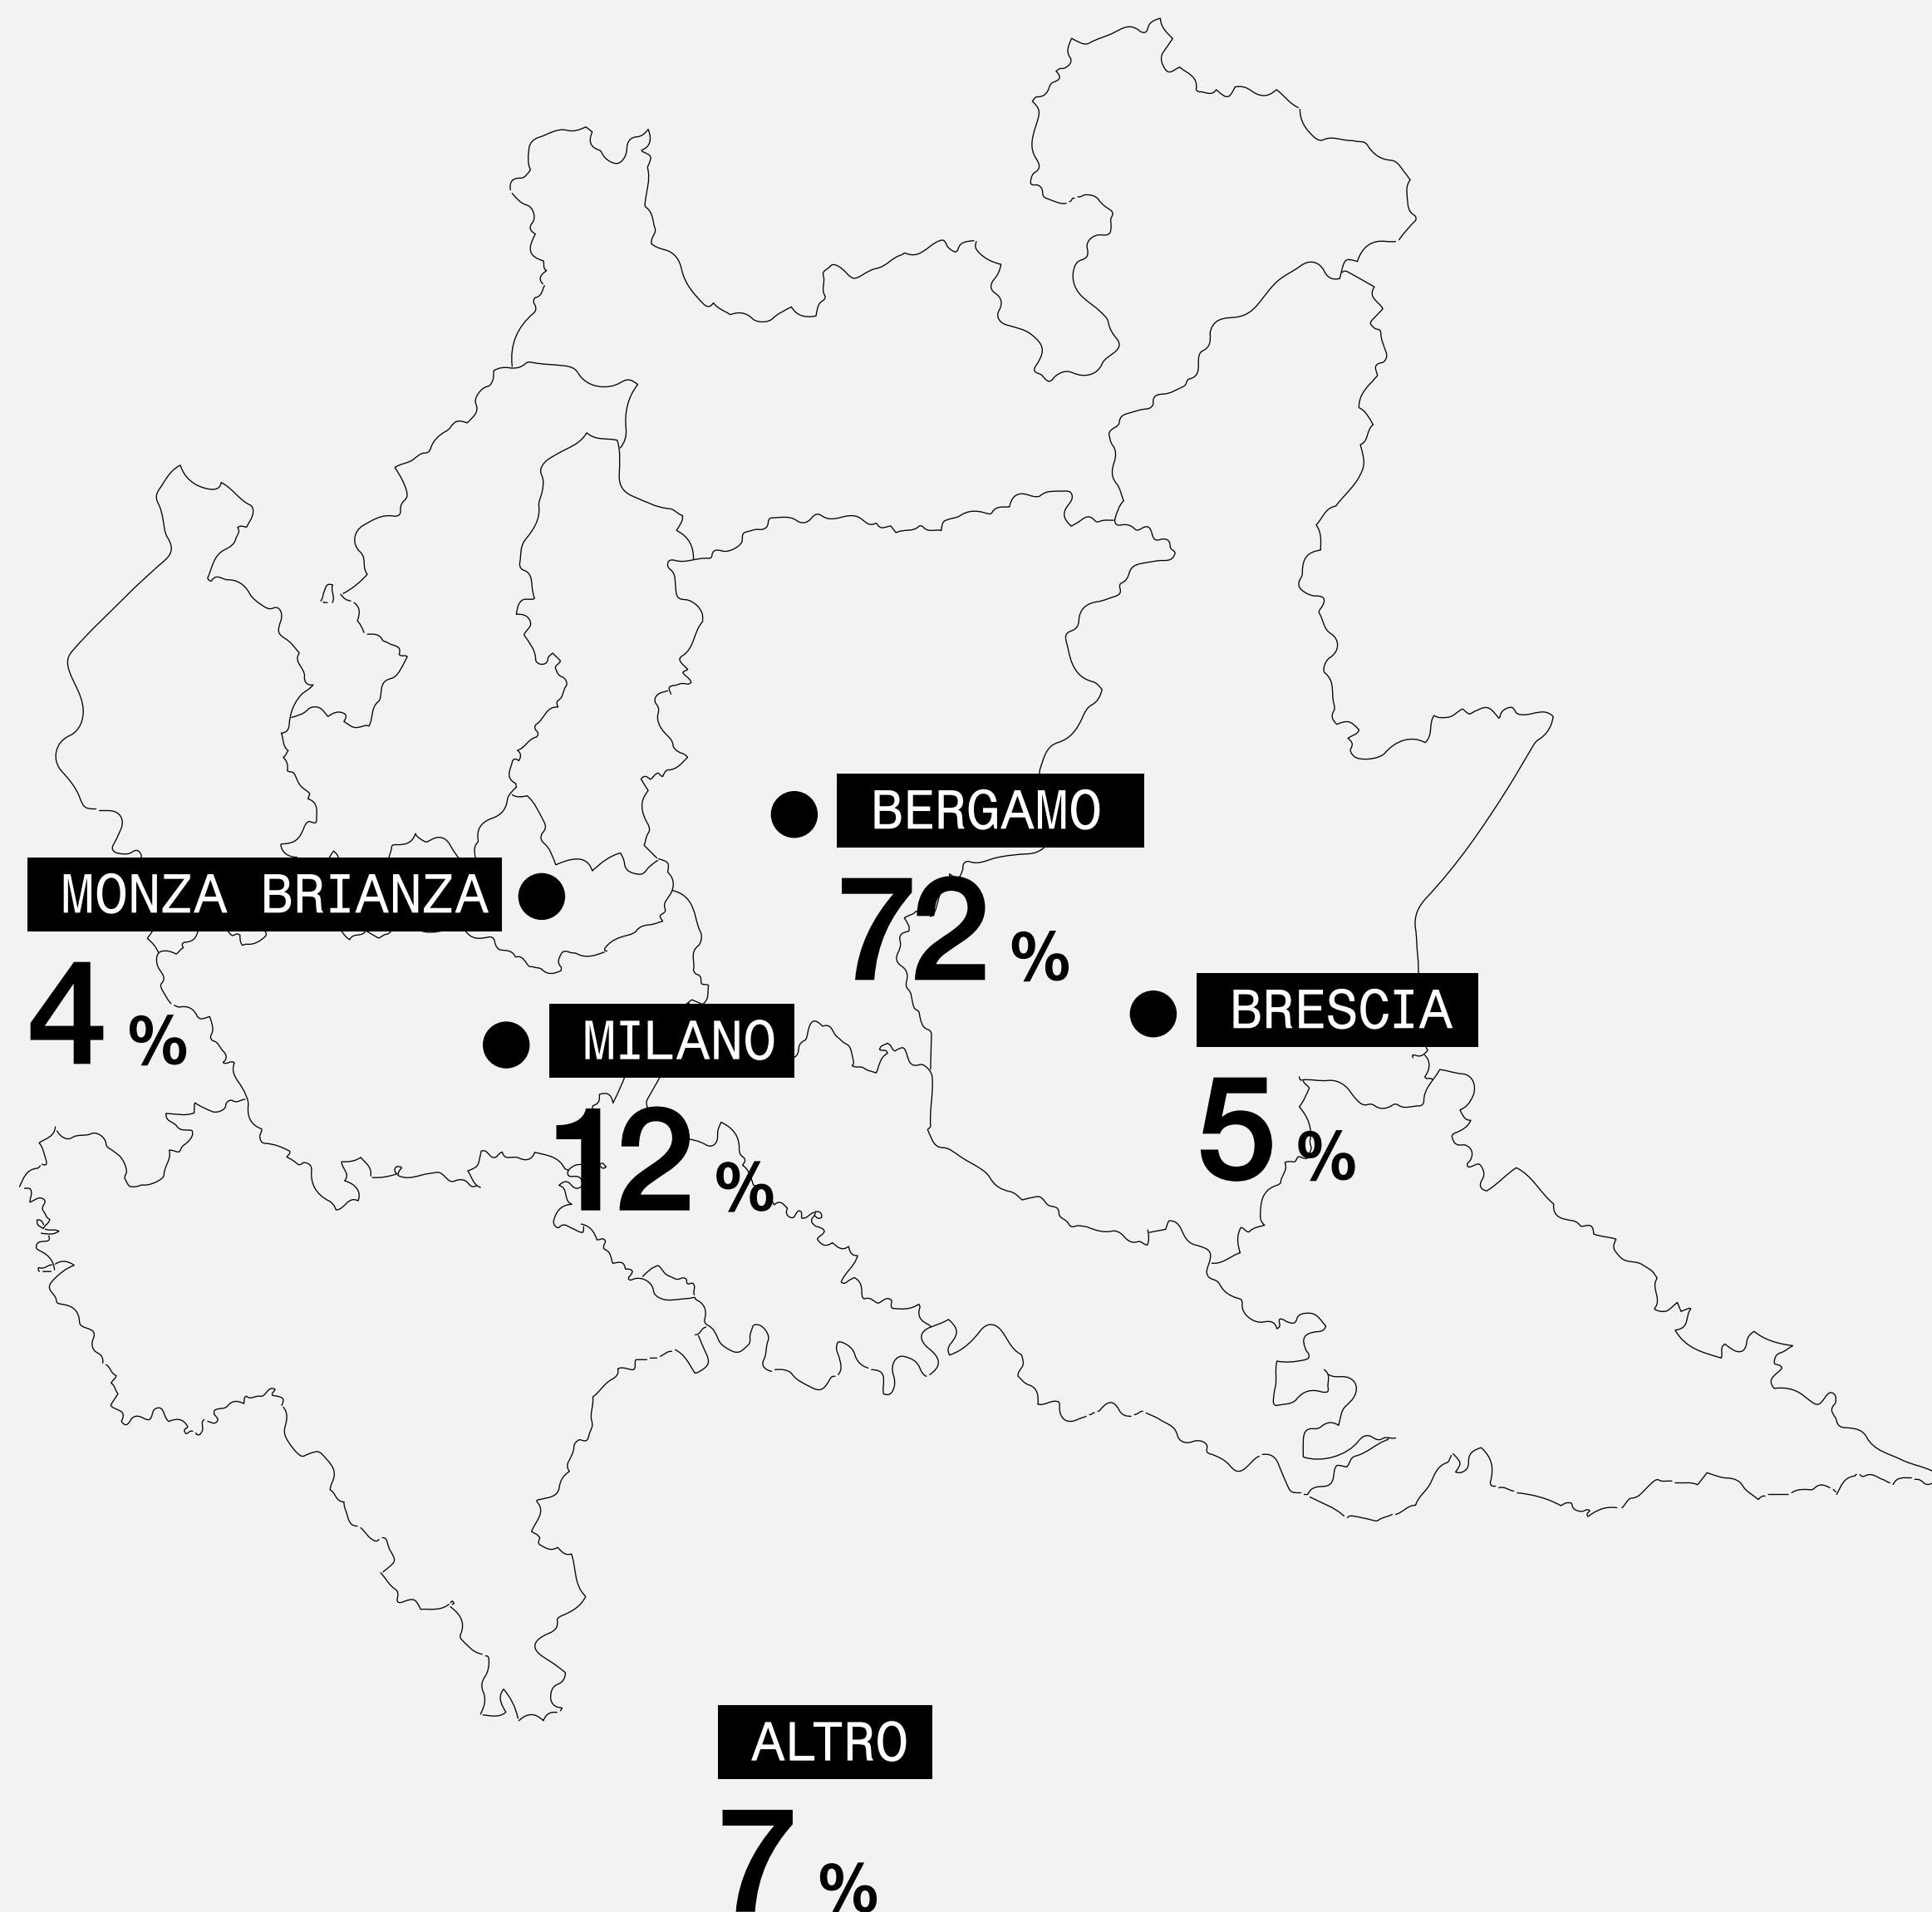 BERGAMO
72 %
MONZA BRIANZA
4 %
BRESCIA
5 %
MILANO
12 %
ALTRO
7 %